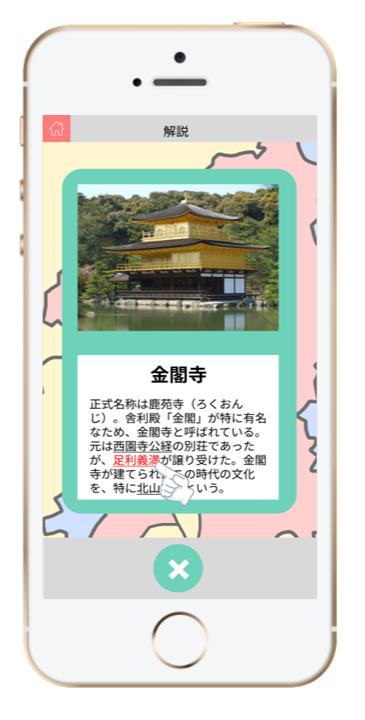 解説
金閣寺
正式名称は鹿苑寺（ろくおん
じ）。舎利殿「金閣」が特に有名
なため、金閣寺と呼ばれている。
元は西園寺公経の別荘であった
が、足利義満が譲り受けた。金閣
寺が建てられ の時代の文化
を、特に北山 という。